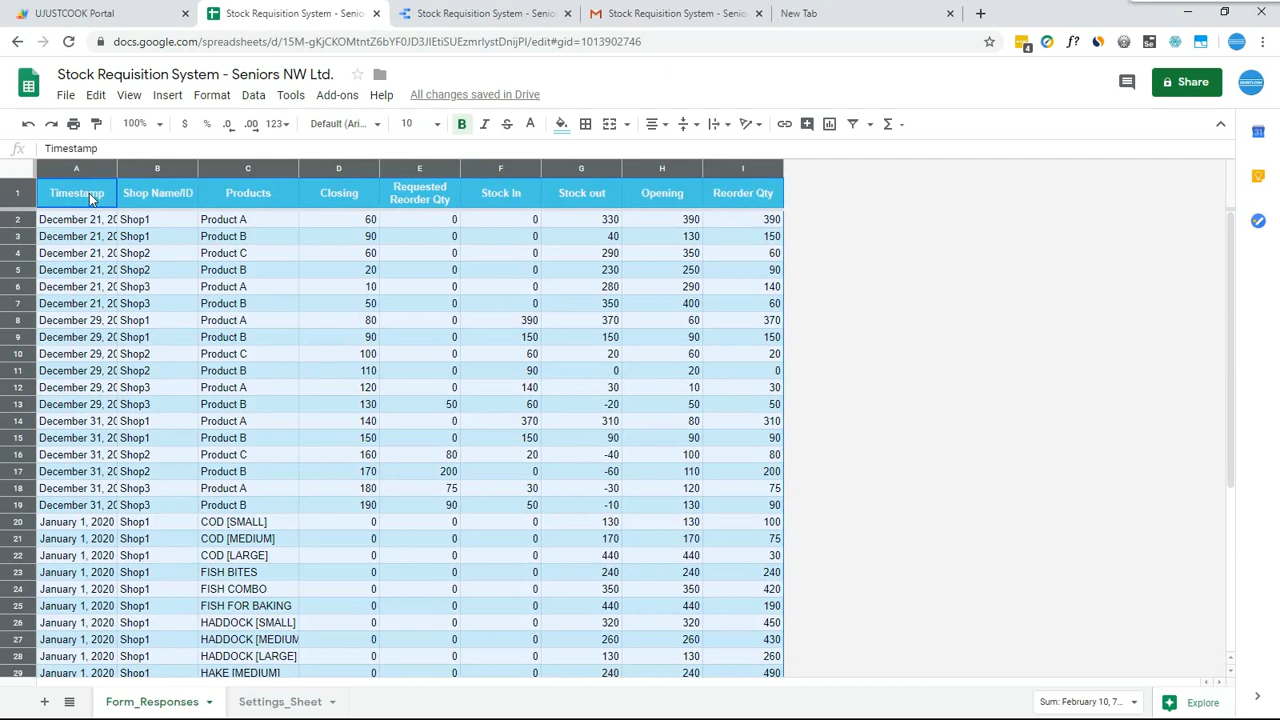 UJUSTCOOK Portal
Stock Requisition System - Senio
Stock Requisition System - Senio
Stock Requisition System - Senio
New Tab
docs.google.com/spreadsheets/d/15M-gKjCKOMtntZ6bYF0JD3JIEtiSUEzmrIystDnijPI/edit#gid=1013902746
Stock Requisition System - Seniors NW Ltd.
Share
File Edit View Insert Format Data Tools Add-ons Help All changes saved in Drive
100% $ % .0 .00 123 Default (Ari... 10 B I S A
fx Timestamp
A B C D E F G H I
1 Timestamp Shop Name/ID Products Closing Requested Reorder Qty Stock In Stock out Opening Reorder Qty
2 December 21, 20 Shop1 Product A 60 0 0 330 390 390
3 December 21, 20 Shop1 Product B 90 0 0 40 130 150
4 December 21, 20 Shop2 Product C 60 0 0 290 350 60
5 December 21, 20 Shop2 Product B 20 0 0 230 250 90
6 December 21, 20 Shop3 Product A 10 0 0 280 290 140
7 December 21, 20 Shop3 Product B 50 0 0 350 400 60
8 December 29, 20 Shop1 Product A 80 0 390 370 60 370
9 December 29, 20 Shop1 Product B 90 0 150 150 90 150
10 December 29, 20 Shop2 Product C 100 0 60 20 60 20
11 December 29, 20 Shop2 Product B 110 0 90 0 20 0
12 December 29, 20 Shop3 Product A 120 0 140 30 10 30
13 December 29, 20 Shop3 Product B 130 50 60 -20 50 50
14 December 31, 20 Shop1 Product A 140 0 370 310 80 310
15 December 31, 20 Shop1 Product B 150 0 150 90 90 90
16 December 31, 20 Shop2 Product C 160 80 20 -40 100 80
17 December 31, 20 Shop2 Product B 170 200 0 -60 110 200
18 December 31, 20 Shop3 Product A 180 75 30 -30 120 75
19 December 31, 20 Shop3 Product B 190 90 50 -10 130 90
20 January 1, 2020 Shop1 COD [SMALL] 0 0 0 130 130 100
21 January 1, 2020 Shop1 COD [MEDIUM] 0 0 0 170 170 75
22 January 1, 2020 Shop1 COD [LARGE] 0 0 0 440 440 30
23 January 1, 2020 Shop1 FISH BITES 0 0 0 240 240 240
24 January 1, 2020 Shop1 FISH COMBO 0 0 0 350 350 420
25 January 1, 2020 Shop1 FISH FOR BAKING 0 0 0 440 440 190
26 January 1, 2020 Shop1 HADDOCK [SMALL] 0 0 0 320 320 450
27 January 1, 2020 Shop1 HADDOCK [MEDIUM 0 0 0 260 260 430
28 January 1, 2020 Shop1 HADDOCK [LARGE] 0 0 0 130 130 260
29 January 1, 2020 Shop1 HAKE [MEDIUM] 0 0 0 240 240 490
Form_Responses Settings_Sheet Sum: February 10, 7... Explore